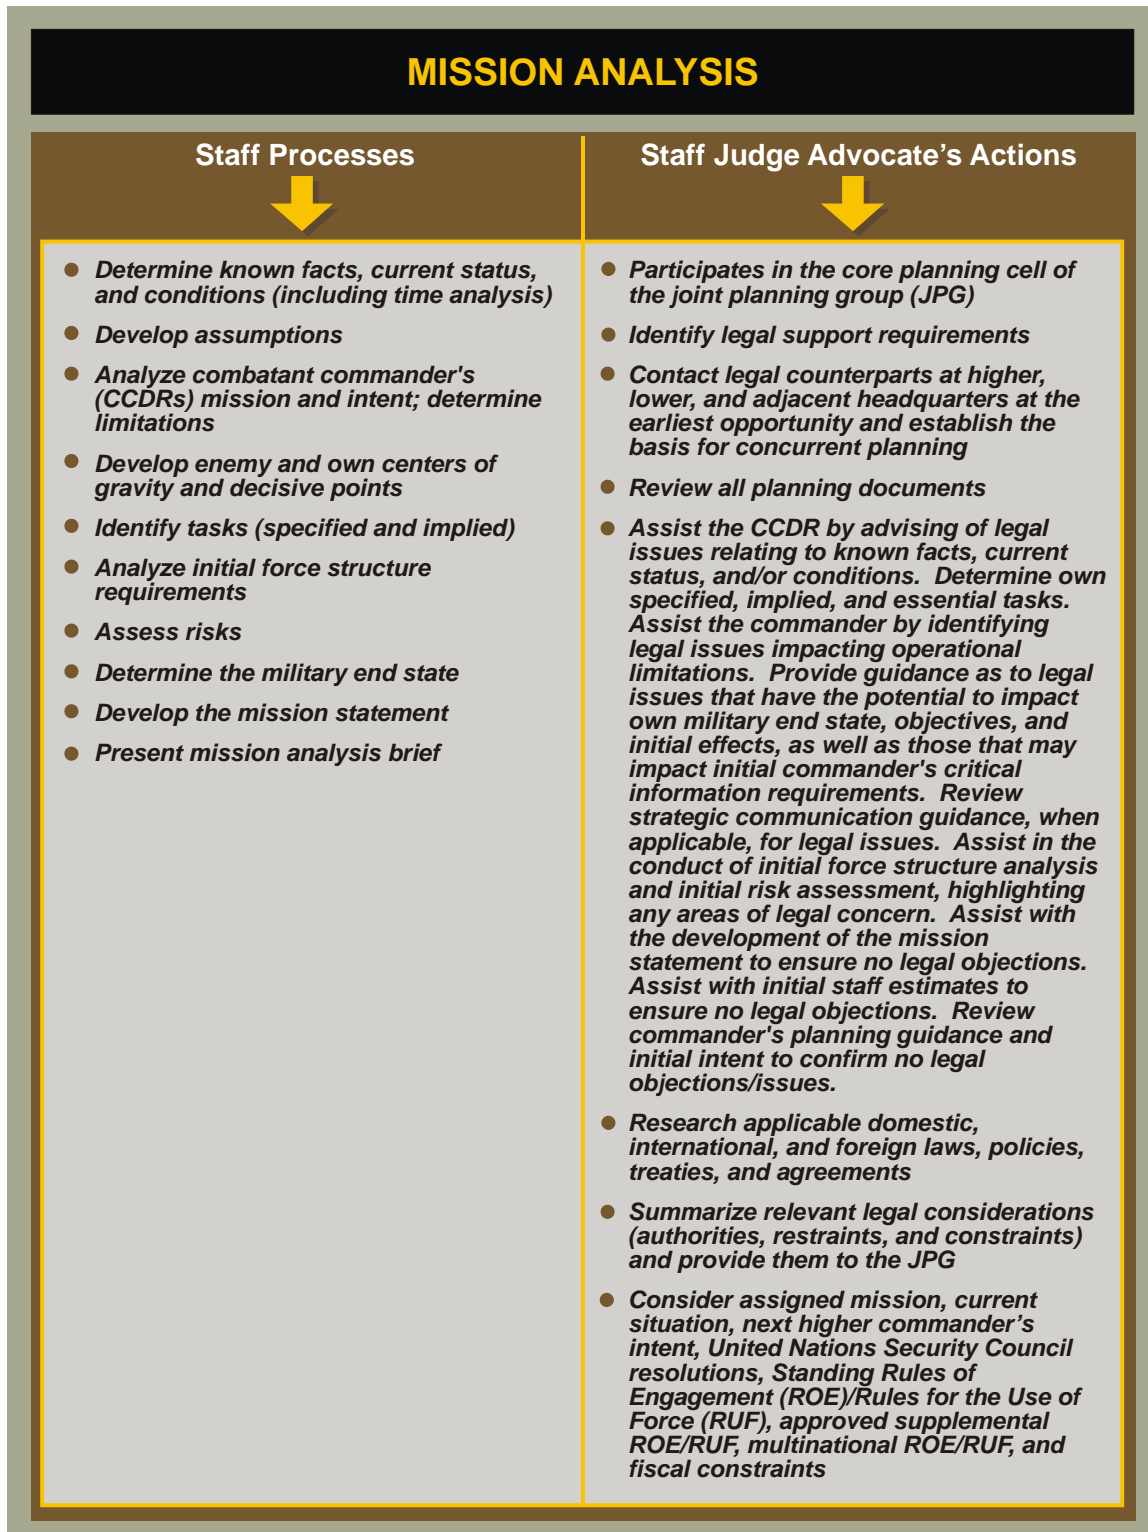 MISSION ANALYSIS
Staff Processes
● Determine known facts, current status,
and conditions (including time analysis)
● Develop assumptions
● Analyze combatant commander's
(CCDRs) mission and intent; determine
limitations
● Develop enemy and own centers of
gravity and decisive points
● Identify tasks (specified and implied)
● Analyze initial force structure
requirements
● Assess risks
● Determine the military end state
● Develop the mission statement
● Present mission analysis brief
Staff Judge Advocate’s Actions
● Participates in the core planning cell of
the joint planning group (JPG)
● Identify legal support requirements
● Contact legal counterparts at higher,
lower, and adjacent headquarters at the
earliest opportunity and establish the
basis for concurrent planning
● Review all planning documents
● Assist the CCDR by advising of legal
issues relating to known facts, current
status, and/or conditions.  Determine own
specified, implied, and essential tasks.
Assist the commander by identifying
legal issues impacting operational
limitations.  Provide guidance as to legal
issues that have the potential to impact
own military end state, objectives, and
initial effects, as well as those that may
impact initial commander's critical
information requirements.  Review
strategic communication guidance, when
applicable, for legal issues.  Assist in the
conduct of initial force structure analysis
and initial risk assessment, highlighting
any areas of legal concern.  Assist with
the development of the mission
statement to ensure no legal objections.
Assist with initial staff estimates to
ensure no legal objections.  Review
commander's planning guidance and
initial intent to confirm no legal
objections/issues.
● Research applicable domestic,
international, and foreign laws, policies,
treaties, and agreements
● Summarize relevant legal considerations
(authorities, restraints, and constraints)
and provide them to the JPG
● Consider assigned mission, current
situation, next higher commander’s
intent, United Nations Security Council
resolutions, Standing Rules of
Engagement (ROE)/Rules for the Use of
Force (RUF), approved supplemental
ROE/RUF, multinational ROE/RUF, and
fiscal constraints